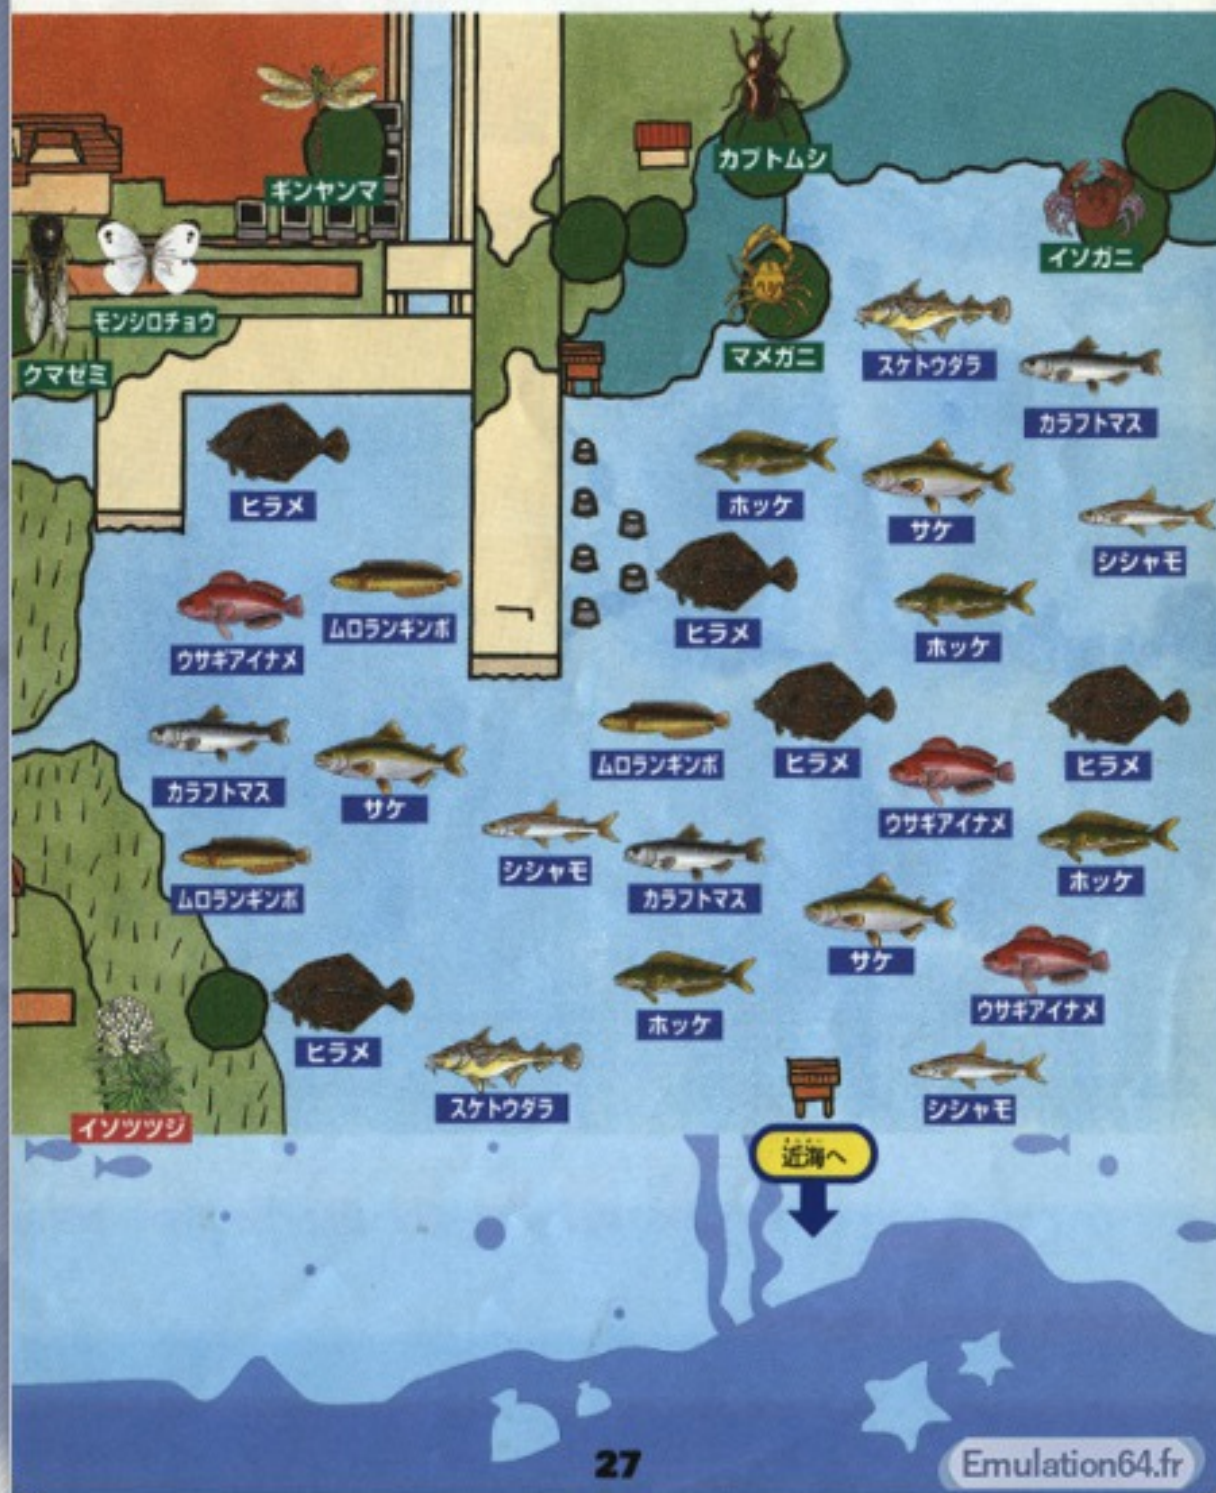 カブトムシ
ギンヤンマ
イソガニ
モンシロチョウ
マメガニ
スケトウダラ
クマゼミ
カラフトマス
ヒラメ
ホッケ
サケ
シシャモ
ムロランギンポ
ヒラメ
ホッケ
ウサギアイナメ
ムロランギンポ
ヒラメ
ヒラメ
カラフトマス
サケ
ウサギアイナメ
シシャモ
カラフトマス
ホッケ
ムロランギンポ
サケ
ウサギアイナメ
ホッケ
ヒラメ
スケトウダラ
シシャモ
イソツツジ
近海へ
27
Emulation64.fr